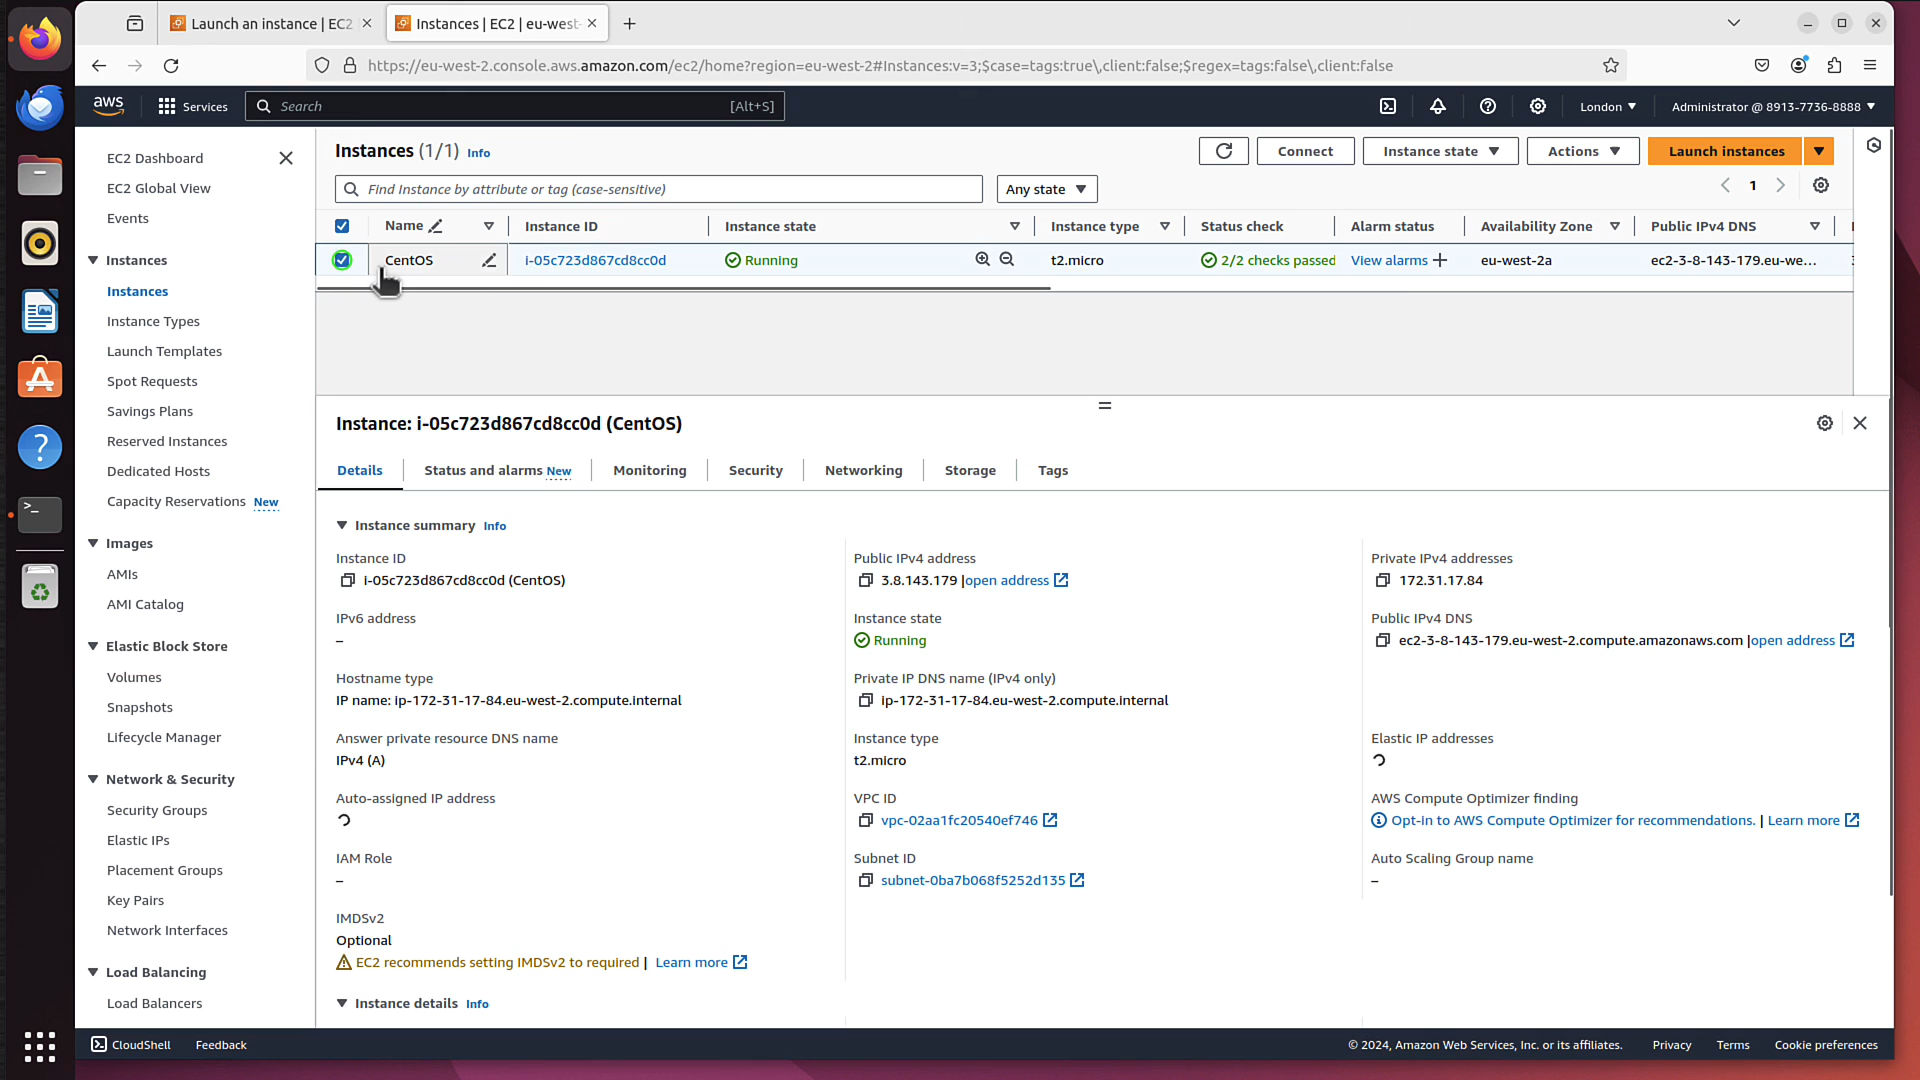 Launch an instance | EC2
Instances | EC2 | eu-west-
https://eu-west-2.console.aws.amazon.com/ec2/home?region=eu-west-2#Instances:v=3;$case=tags:true\,client:false;$regex=tags:false\,client:false
aws
Services
Search
[Alt+S]
London
Administrator @ 8913-7736-8888
EC2 Dashboard
EC2 Global View
Events
Instances
Instances
Instance Types
Launch Templates
Spot Requests
Savings Plans
Reserved Instances
Dedicated Hosts
Capacity Reservations New
Images
AMIs
AMI Catalog
Elastic Block Store
Volumes
Snapshots
Lifecycle Manager
Network & Security
Security Groups
Elastic IPs
Placement Groups
Key Pairs
Network Interfaces
Load Balancing
Load Balancers
Instances (1/1) Info
Connect
Instance state
Actions
Launch instances
Find Instance by attribute or tag (case-sensitive)
Any state
1
Name
Instance ID
Instance state
Instance type
Status check
Alarm status
Availability Zone
Public IPv4 DNS
CentOS
i-05c723d867cd8cc0d
Running
t2.micro
2/2 checks passed
View alarms
eu-west-2a
ec2-3-8-143-179.eu-we...
Instance: i-05c723d867cd8cc0d (CentOS)
Details
Status and alarms New
Monitoring
Security
Networking
Storage
Tags
Instance summary Info
Instance ID
i-05c723d867cd8cc0d (CentOS)
Public IPv4 address
3.8.143.179 |open address
Private IPv4 addresses
172.31.17.84
IPv6 address
–
Instance state
Running
Public IPv4 DNS
ec2-3-8-143-179.eu-west-2.compute.amazonaws.com |open address
Hostname type
IP name: ip-172-31-17-84.eu-west-2.compute.internal
Private IP DNS name (IPv4 only)
ip-172-31-17-84.eu-west-2.compute.internal
Answer private resource DNS name
IPv4 (A)
Instance type
t2.micro
Elastic IP addresses
Auto-assigned IP address
VPC ID
vpc-02aa1fc20540ef746
AWS Compute Optimizer finding
Opt-in to AWS Compute Optimizer for recommendations. | Learn more
IAM Role
–
Subnet ID
subnet-0ba7b068f5252d135
Auto Scaling Group name
–
IMDSv2
Optional
EC2 recommends setting IMDSv2 to required | Learn more
Instance details Info
CloudShell
Feedback
© 2024, Amazon Web Services, Inc. or its affiliates.
Privacy
Terms
Cookie preferences